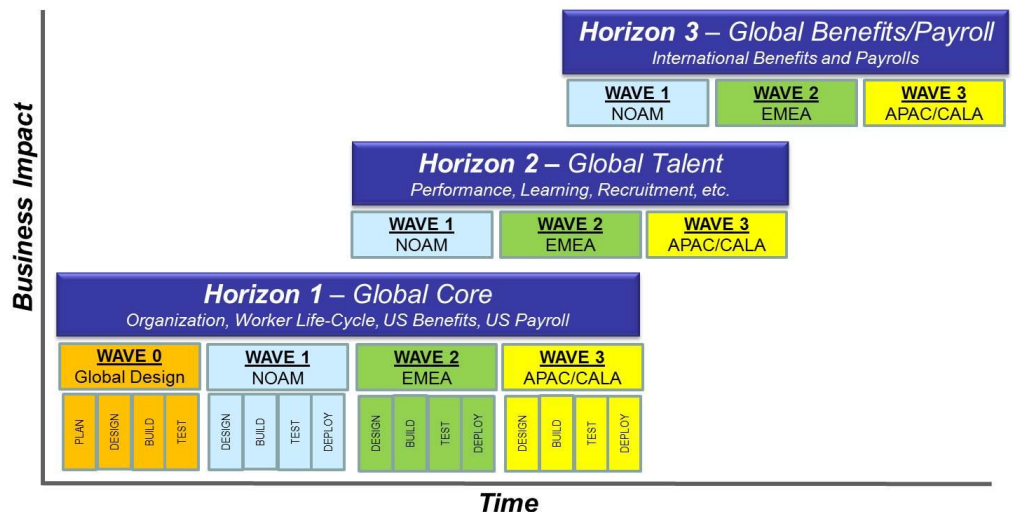 Business Impact
Horizon 3 – Global Benefits/Payroll
International Benefits and Payrolls
WAVE 1
NOAM
WAVE 2
EMEA
WAVE 3
APAC/CALA
Horizon 2 – Global Talent
Performance, Learning, Recruitment, etc.
WAVE 1
NOAM
WAVE 2
EMEA
WAVE 3
APAC/CALA
Horizon 1 – Global Core
Organization, Worker Life-Cycle, US Benefits, US Payroll
WAVE 0
Global Design
PLAN
DESIGN
BUILD
TEST
WAVE 1
NOAM
DESIGN
BUILD
TEST
DEPLOY
WAVE 2
EMEA
DESIGN
BUILD
TEST
DEPLOY
WAVE 3
APAC/CALA
DESIGN
BUILD
TEST
DEPLOY
Time